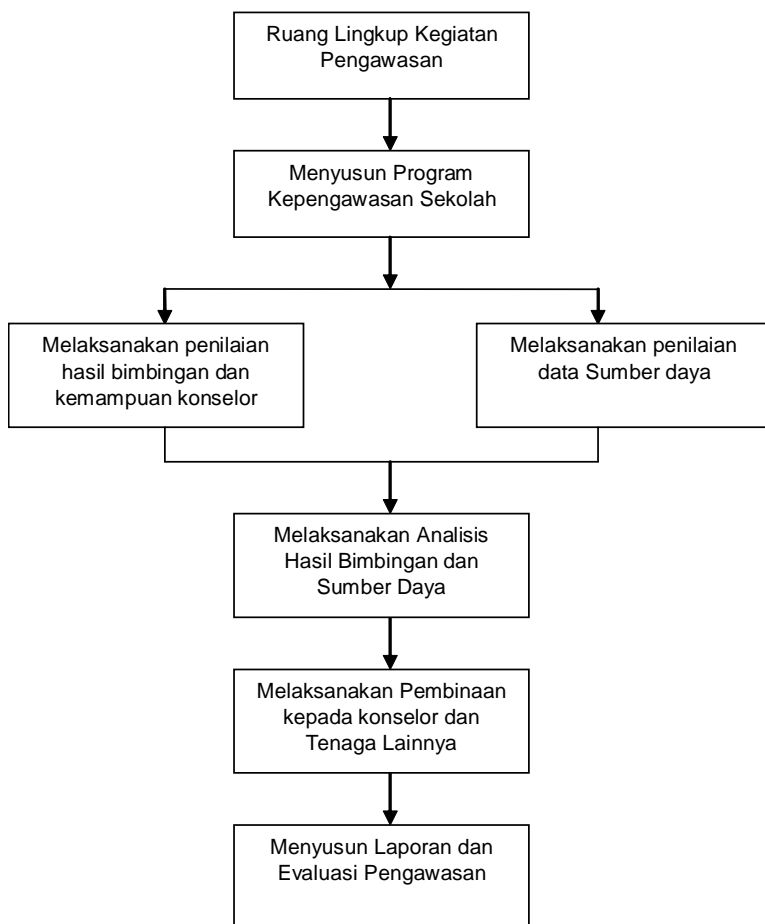 Ruang Lingkup Kegiatan
Pengawasan
Menyusun Program
Kepengawasan Sekolah
Melaksanakan penilaian
hasil bimbingan dan
kemampuan konselor
Melaksanakan penilaian
data Sumber daya
Melaksanakan Analisis
Hasil Bimbingan dan
Sumber Daya
Melaksanakan Pembinaan
kepada konselor dan
Tenaga Lainnya
Menyusun Laporan dan
Evaluasi Pengawasan